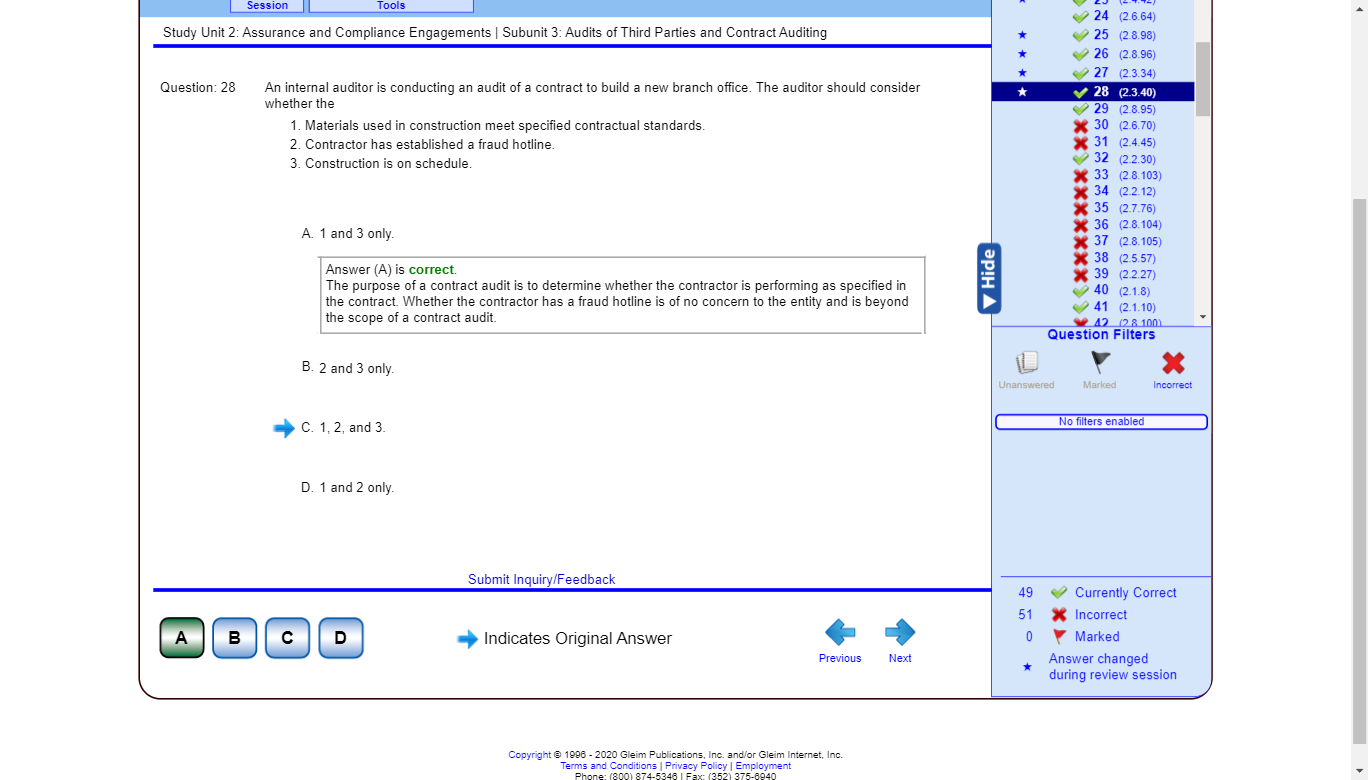 Session Tools
Study Unit 2: Assurance and Compliance Engagements | Subunit 3: Audits of Third Parties and Contract Auditing
Question: 28 An internal auditor is conducting an audit of a contract to build a new branch office. The auditor should consider
whether the
1. Materials used in construction meet specified contractual standards.
2. Contractor has established a fraud hotline.
3. Construction is on schedule.
A. 1 and 3 only.
Answer (A) is correct.
The purpose of a contract audit is to determine whether the contractor is performing as specified in
the contract. Whether the contractor has a fraud hotline is of no concern to the entity and is beyond
the scope of a contract audit.
B. 2 and 3 only.
C. 1, 2, and 3.
D. 1 and 2 only.
Submit Inquiry/Feedback
A B C D
Indicates Original Answer
Previous Next
Hide
24 (2.6.64)
25 (2.8.98)
26 (2.8.96)
27 (2.3.34)
28 (2.3.40)
29 (2.8.95)
30 (2.6.70)
31 (2.4.45)
32 (2.2.30)
33 (2.8.103)
34 (2.2.12)
35 (2.7.76)
36 (2.8.104)
37 (2.8.105)
38 (2.5.57)
39 (2.2.27)
40 (2.1.8)
41 (2.1.10)
42 (2.8.100)
Question Filters
Unanswered Marked Incorrect
No filters enabled
49 Currently Correct
51 Incorrect
0 Marked
Answer changed
during review session
Copyright © 1996 - 2020 Gleim Publications, Inc. and/or Gleim Internet, Inc.
Terms and Conditions | Privacy Policy | Employment
Phone: (800) 874-5346 | Fax: (352) 375-6940